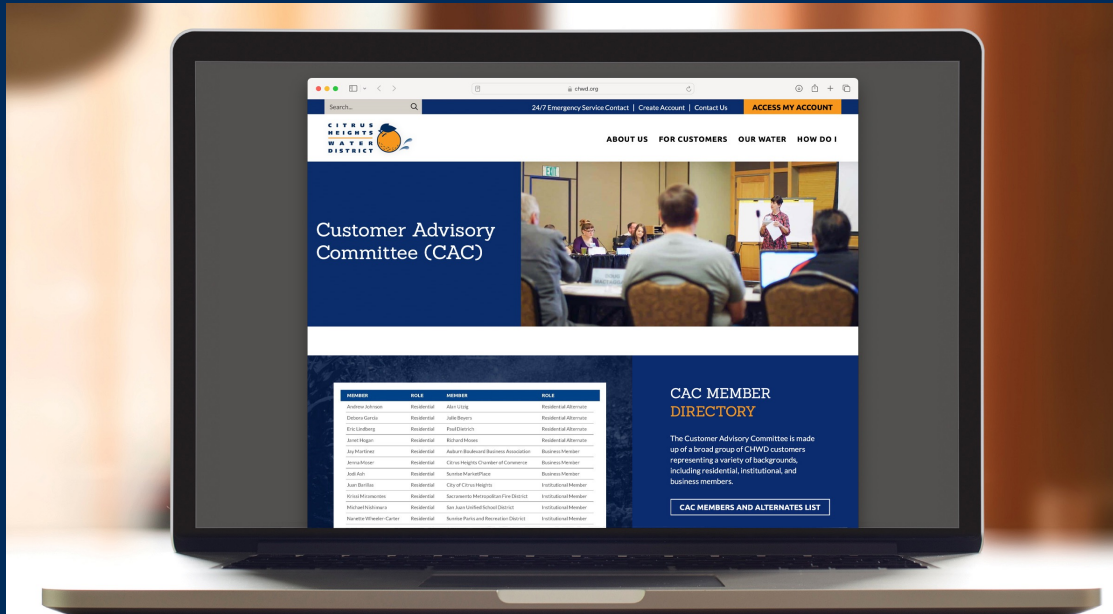 chwd.org
Search...
24/7 Emergency Service Contact | Create Account | Contact Us
ACCESS MY ACCOUNT
CITRUS
HEIGHTS
WATER
DISTRICT
ABOUT US FOR CUSTOMERS OUR WATER HOW DO I
EXIT
Customer Advisory
Committee (CAC)
MEMBER ROLE MEMBER ROLE
Andrew Johnson Residential Alan Utzig Residential Alternate
Debora Garcia Residential Julie Beyers Residential Alternate
Eric Lindberg Residential Paul Dietrich Residential Alternate
Janet Hogan Residential Richard Moses Residential Alternate
Jay Martinez Residential Auburn Boulevard Business Association Business Member
Jenna Moser Residential Citrus Heights Chamber of Commerce Business Member
Jodi Ash Residential Sunrise MarketPlace Business Member
Juan Barillas Residential City of Citrus Heights Institutional Member
Krissi Miramontes Residential Sacramento Metropolitan Fire District Institutional Member
Michael Nishimura Residential San Juan Unified School District Institutional Member
Nanette Wheeler-Carter Residential Sunrise Parks and Recreation District Institutional Member
CAC MEMBER
DIRECTORY
The Customer Advisory Committee is made
up of a broad group of CHWD customers
representing a variety of backgrounds,
including residential, institutional, and
business members.
CAC MEMBERS AND ALTERNATES LIST